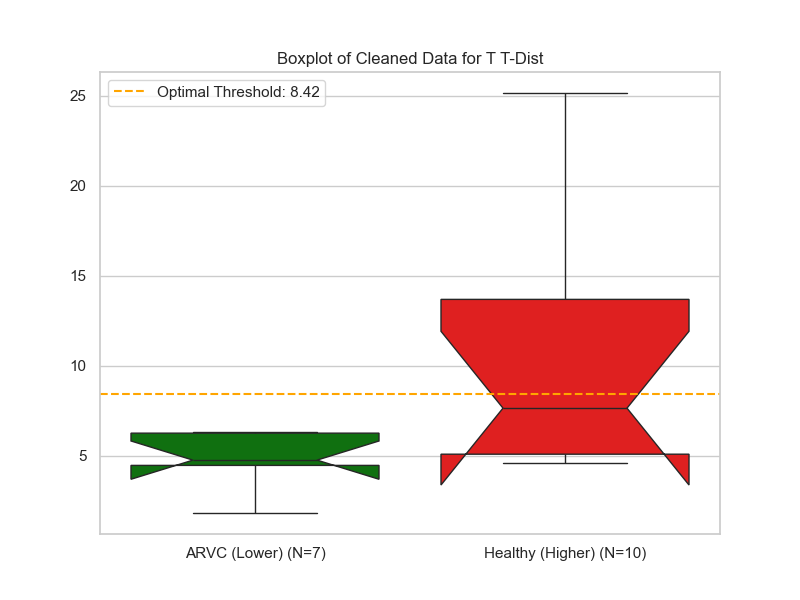 Boxplot of Cleaned Data for T T-Dist
Optimal Threshold: 8.42
25
20
15
10
5
ARVC (Lower) (N=7)
Healthy (Higher) (N=10)